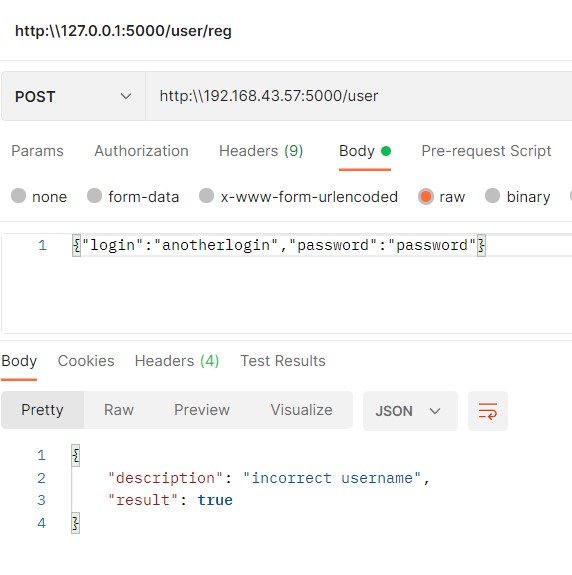 http:\\127.0.0.1:5000/user/reg
POST http:\\192.168.43.57:5000/user
Params Authorization Headers (9) Body Pre-request Script
none form-data x-www-form-urlencoded raw binary
1 {"login":"anotherlogin","password":"password"}
Body Cookies Headers (4) Test Results
Pretty Raw Preview Visualize JSON
1 {
2 "description": "incorrect username",
3 "result": true
4 }